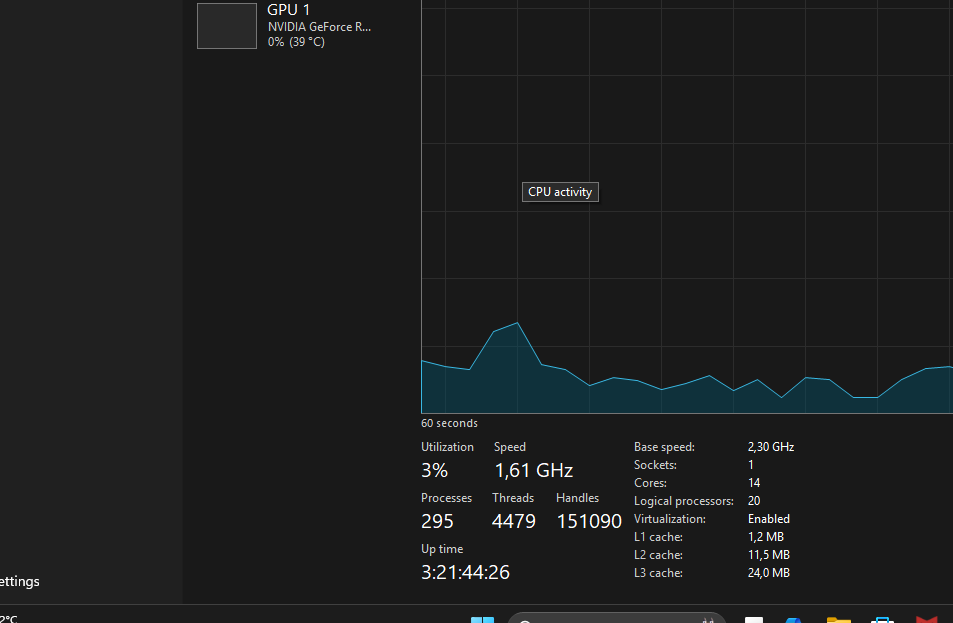 GPU 1
NVIDIA GeForce R...
0% (39 °C)
CPU activity
60 seconds
Utilization Speed
3% 1,61 GHz
Processes Threads Handles
295 4479 151090
Up time
3:21:44:26
Base speed: 2,30 GHz
Sockets: 1
Cores: 14
Logical processors: 20
Virtualization: Enabled
L1 cache: 1,2 MB
L2 cache: 11,5 MB
L3 cache: 24,0 MB
ettings
2°C